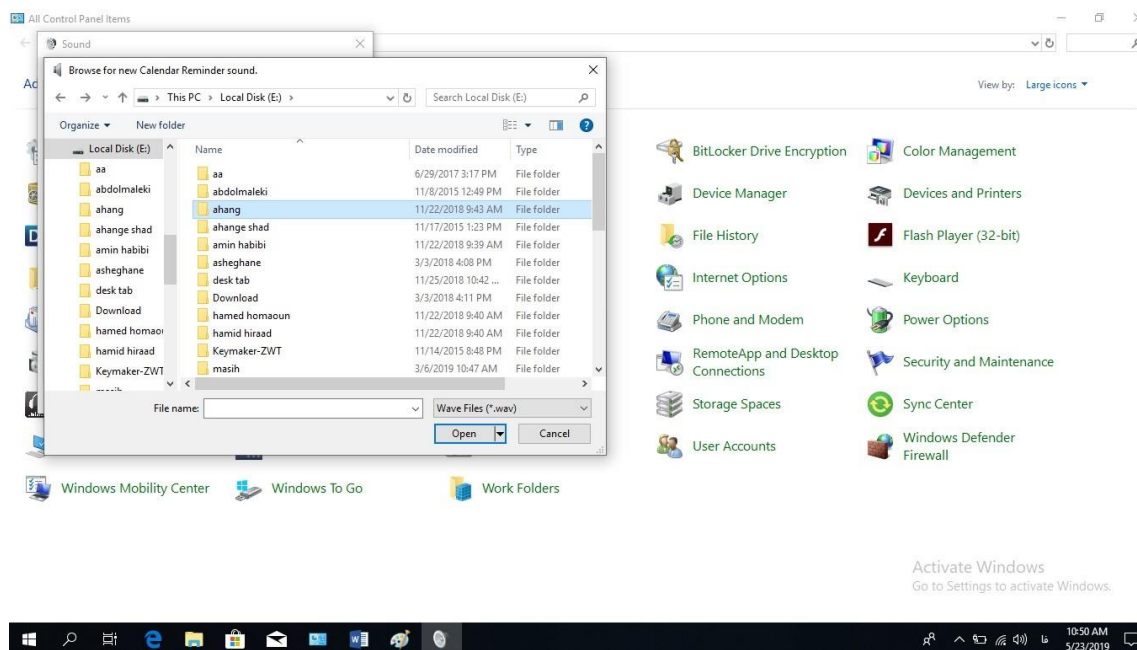 All Control Panel Items
Sound
Browse for new Calendar Reminder sound.
This PC > Local Disk (E:) >
Search Local Disk (E:)
View by: Large icons
Organize
New folder
Local Disk (E:)
aa
abdolmaleki
ahang
ahange shad
amin habibi
asheghane
desk tab
Download
hamed homaou
hamid hiraad
Keymaker-ZWT
Name Date modified Type
aa 6/29/2017 3:17 PM File folder
abdolmaleki 11/8/2015 12:49 PM File folder
ahang 11/22/2018 9:43 AM File folder
ahange shad 11/17/2015 1:23 PM File folder
amin habibi 11/22/2018 9:39 AM File folder
asheghane 3/3/2018 4:08 PM File folder
desk tab 11/25/2018 10:42 ... File folder
Download 3/3/2018 4:11 PM File folder
hamed homaoun 11/22/2018 9:40 AM File folder
hamid hiraad 11/22/2018 9:40 AM File folder
Keymaker-ZWT 11/14/2015 8:48 PM File folder
masih 3/6/2019 10:47 AM File folder
File name:
Wave Files (*.wav)
Open
Cancel
BitLocker Drive Encryption
Color Management
Device Manager
Devices and Printers
File History
Flash Player (32-bit)
Internet Options
Keyboard
Phone and Modem
Power Options
RemoteApp and Desktop
Connections
Security and Maintenance
Storage Spaces
Sync Center
User Accounts
Windows Defender
Firewall
Windows Mobility Center
Windows To Go
Work Folders
Activate Windows
Go to Settings to activate Windows.
فا
10:50 AM
5/23/2019